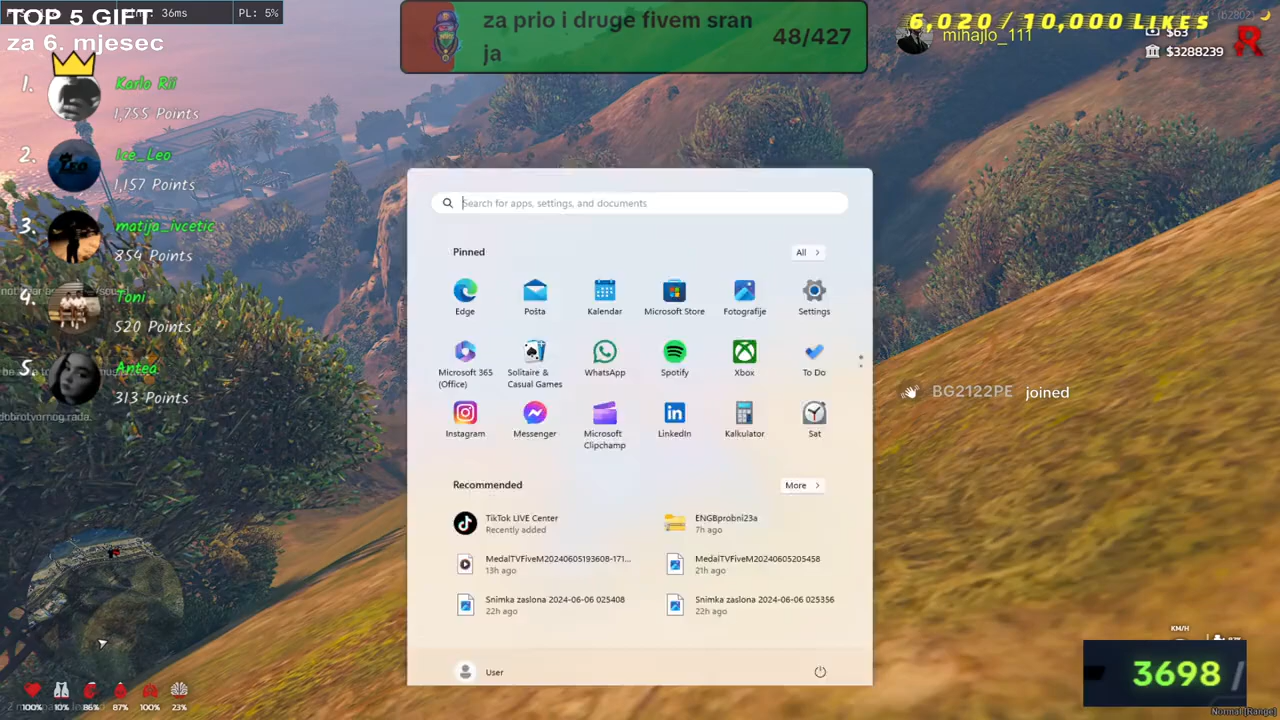 36ms
PL: 5%
TOP 5 GIFT
za 6. mjesec
1.
Karlo Rii
1,755 Points
2.
Ice_Leo
1,157 Points
3.
matija_ivcetic
854 Points
4.
Toni
520 Points
5.
Antea
313 Points
dobrotvornog rada.
za prio i druge fivem sran
ja
48/427
6,020 / 10,000 LIKES
mihajlo_111
$63
$3288239
Search for apps, settings, and documents
Pinned
All
Edge
Pošta
Kalendar
Microsoft Store
Fotografije
Settings
Microsoft 365
(Office)
Solitaire &
Casual Games
WhatsApp
Spotify
Xbox
To Do
Instagram
Messenger
Microsoft
Clipchamp
LinkedIn
Kalkulator
Sat
Recommended
More
TikTok LIVE Center
Recently added
ENGBprobni23a
7h ago
MedalTVFiveM20240605193608-171...
13h ago
MedalTVFiveM20240605205458
21h ago
Snimka zaslona 2024-06-06 025408
22h ago
Snimka zaslona 2024-06-06 025356
22h ago
User
BG2122PE joined
KM/H
3698/
Normal (Range)
100%
10%
86%
87%
100%
23%